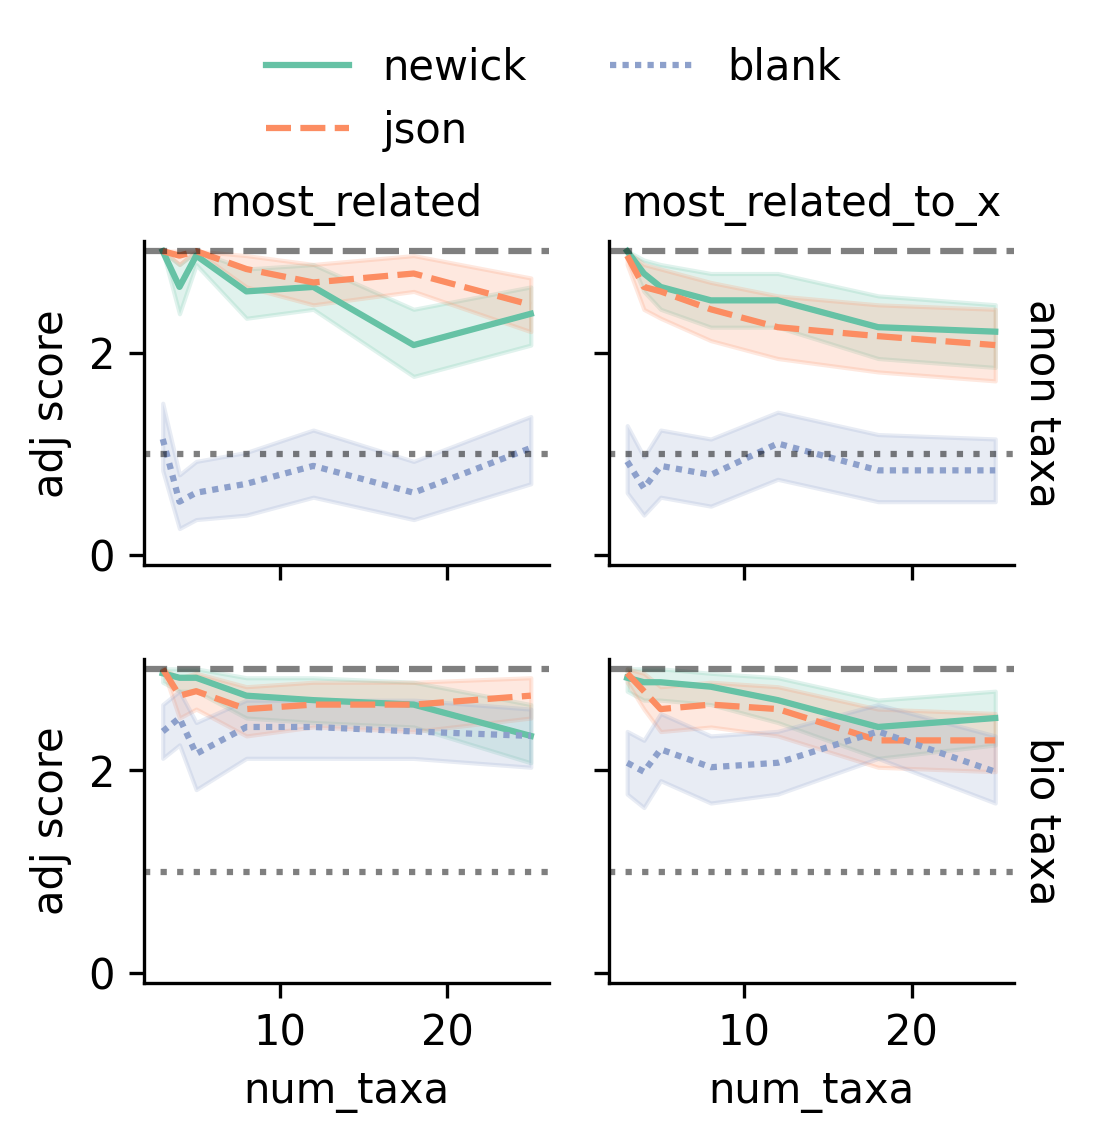 newick
blank
json
most_related
most_related_to_x
adj score
2
0
anon taxa
adj score
2
0
bio taxa
10
20
10
20
num_taxa
num_taxa